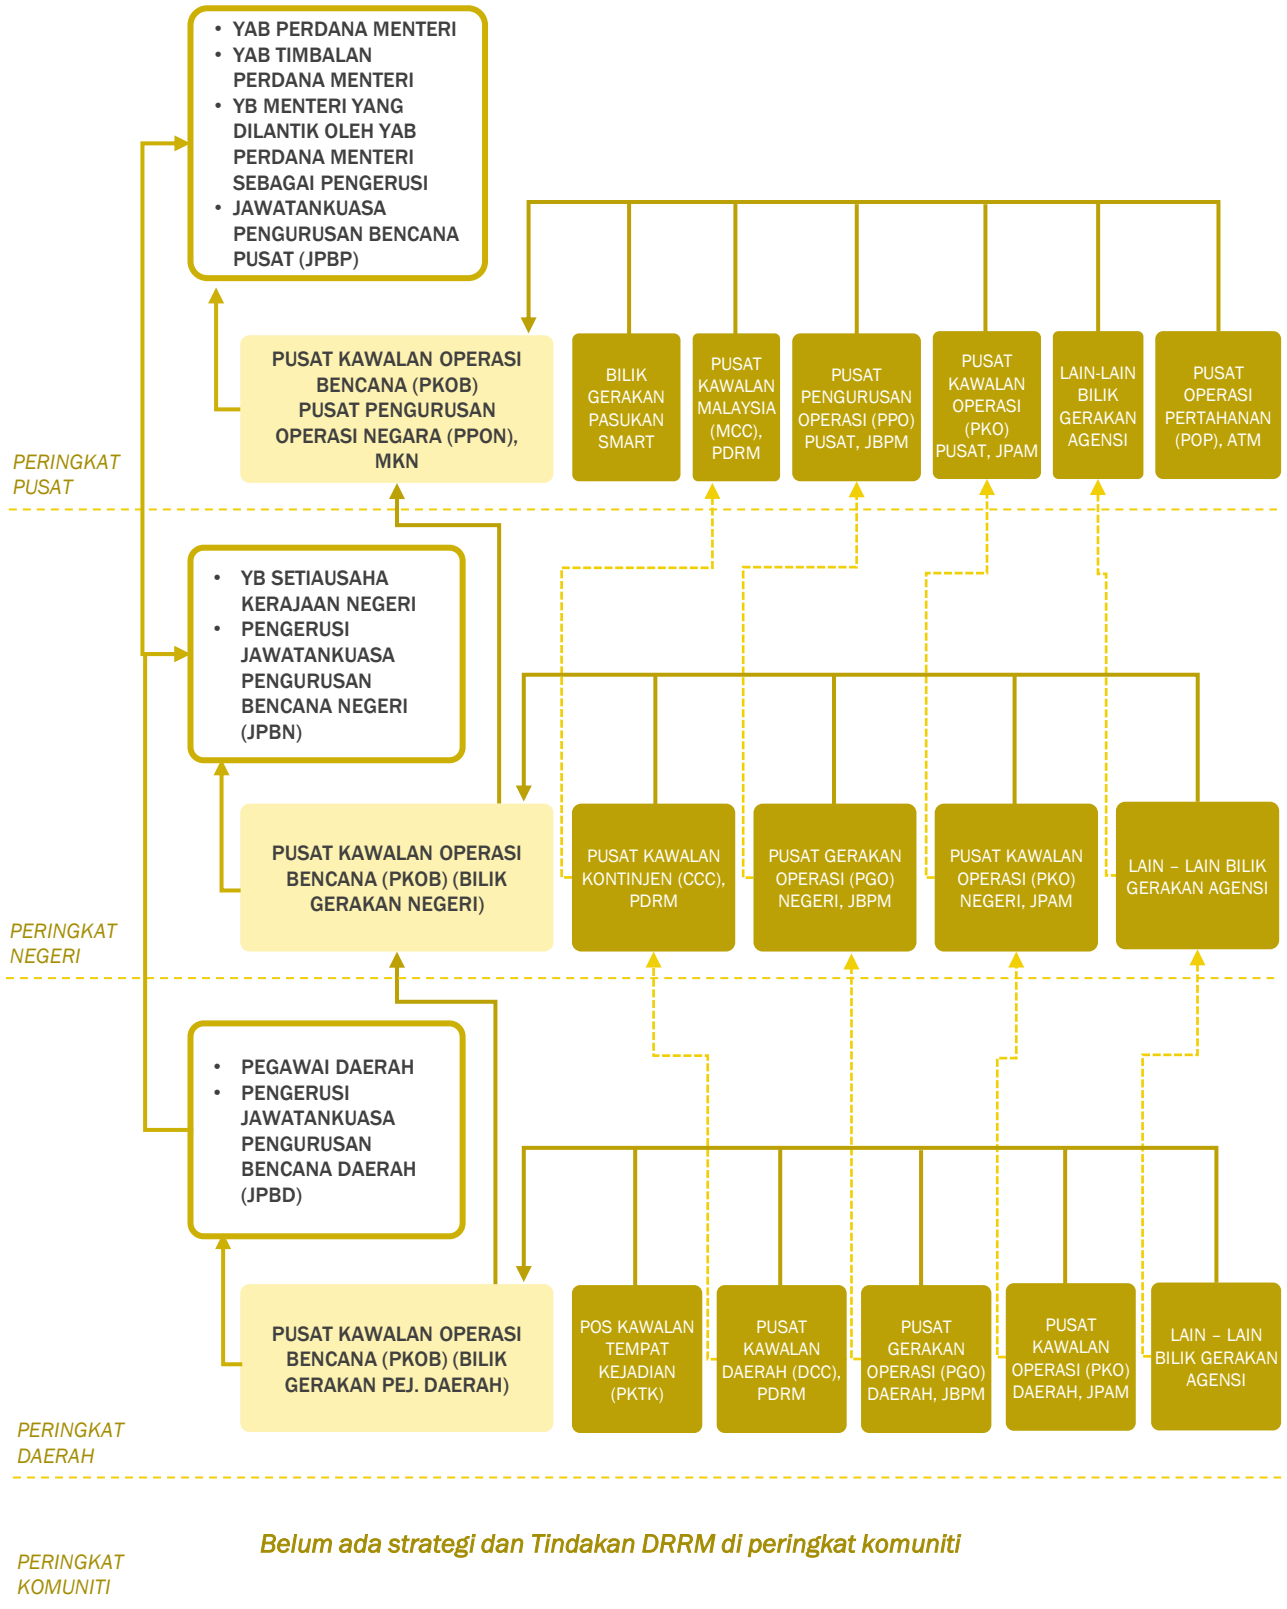 • YAB PERDANA MENTERI
• YAB TIMBALAN
PERDANA MENTERI
• YB MENTERI YANG
DILANTIK OLEH YAB
PERDANA MENTERI
SEBAGAI PENGERUSI
• JAWATANKUASA
PENGURUSAN BENCANA
PUSAT (JPBP)
PUSAT KAWALAN OPERASI
BENCANA (PKOB)
PUSAT PENGURUSAN
OPERASI NEGARA (PPON),
MKN
BILIK
GERAKAN
PASUKAN
SMART
PUSAT
KAWALAN
MALAYSIA
(MCC),
PDRM
PUSAT
PENGURUSAN
OPERASI (PPO)
PUSAT, JBPM
PUSAT
KAWALAN
OPERASI
(PKO)
PUSAT, JPAM
LAIN-LAIN
BILIK
GERAKAN
AGENSI
PUSAT
OPERASI
PERTAHANAN
(POP), ATM
PERINGKAT
PUSAT
• YB SETIAUSAHA
KERAJAAN NEGERI
• PENGERUSI
JAWATANKUASA
PENGURUSAN
BENCANA NEGERI
(JPBN)
PUSAT KAWALAN OPERASI
BENCANA (PKOB) (BILIK
GERAKAN NEGERI)
PUSAT KAWALAN
KONTINJEN (CCC),
PDRM
PUSAT GERAKAN
OPERASI (PGO)
NEGERI, JBPM
PUSAT KAWALAN
OPERASI (PKO)
NEGERI, JPAM
LAIN – LAIN BILIK
GERAKAN AGENSI
PERINGKAT
NEGERI
• PEGAWAI DAERAH
• PENGERUSI
JAWATANKUASA
PENGURUSAN
BENCANA DAERAH
(JPBD)
PUSAT KAWALAN OPERASI
BENCANA (PKOB) (BILIK
GERAKAN PEJ. DAERAH)
POS KAWALAN
TEMPAT
KEJADIAN
(PKTK)
PUSAT
KAWALAN
DAERAH (DCC),
PDRM
PUSAT
GERAKAN
OPERASI (PGO)
DAERAH, JBPM
PUSAT
KAWALAN
OPERASI (PKO)
DAERAH, JPAM
LAIN – LAIN
BILIK GERAKAN
AGENSI
PERINGKAT
DAERAH
Belum ada strategi dan Tindakan DRRM di peringkat komuniti
PERINGKAT
KOMUNITI